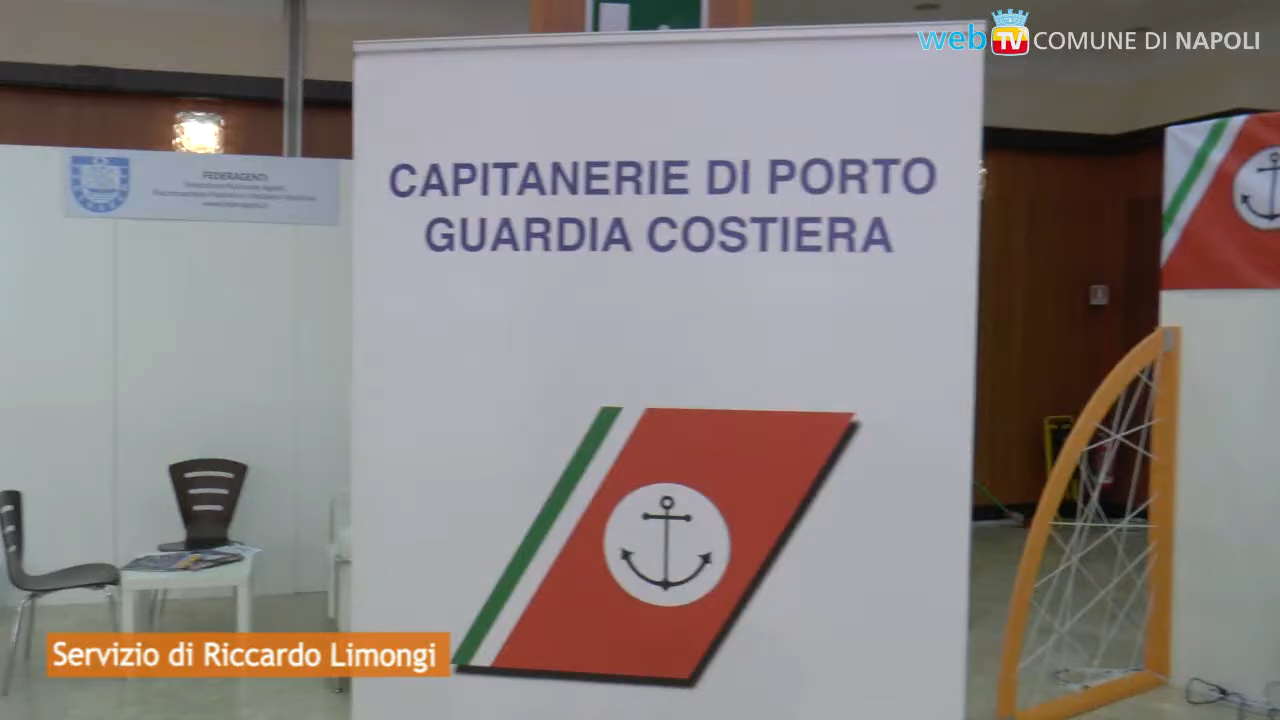 web TV COMUNE DI NAPOLI
CAPITANERIE DI PORTO
GUARDIA COSTIERA
FEDERAGENTI
Servizio di Riccardo Limongi